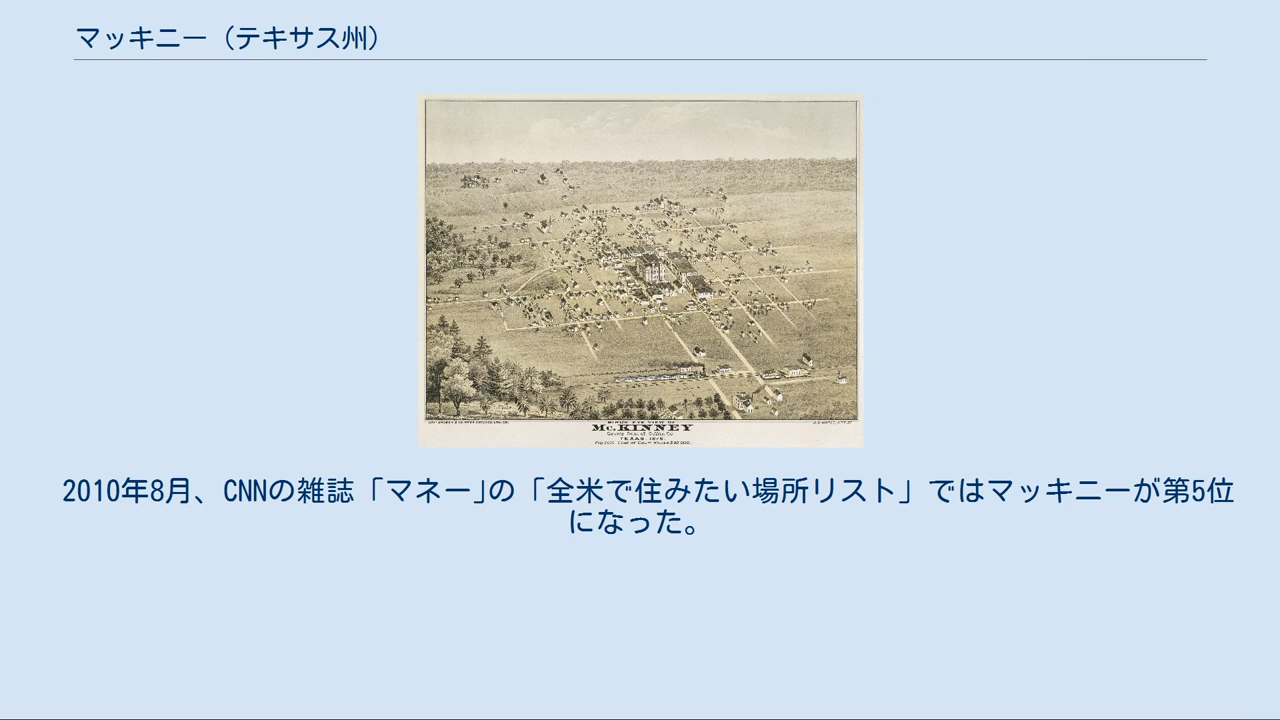 マッキニー（テキサス州）
McKINNEY
TEXAS. 1876.
2010年8月、CNNの雑誌「マネー」の「全米で住みたい場所リスト」ではマッキニーが第5位
になった。